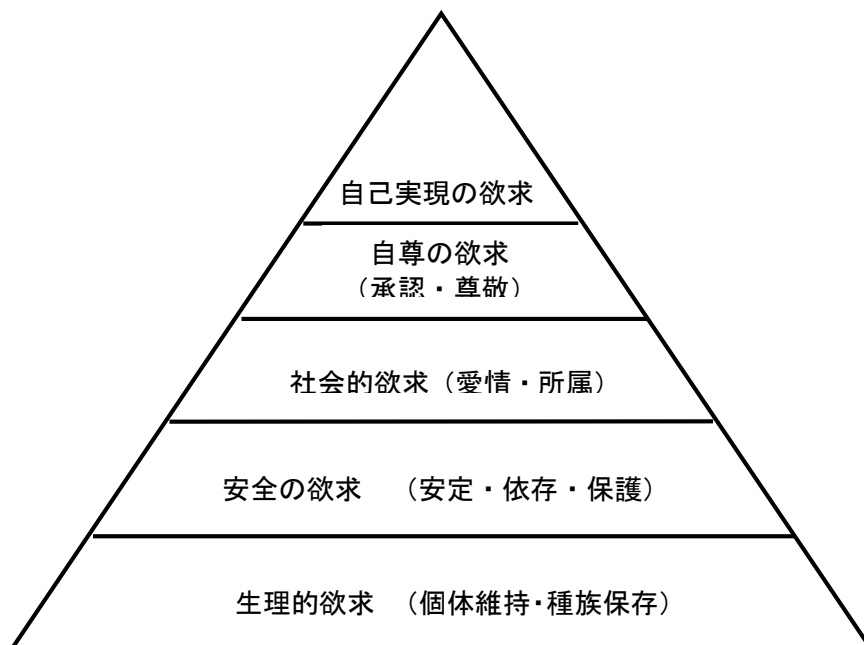 自己実現の欲求
自尊の欲求
（承認・尊敬）
社会的欲求（愛情・所属）
安全の欲求　（安定・依存・保護）
生理的欲求　（個体維持・種族保存）